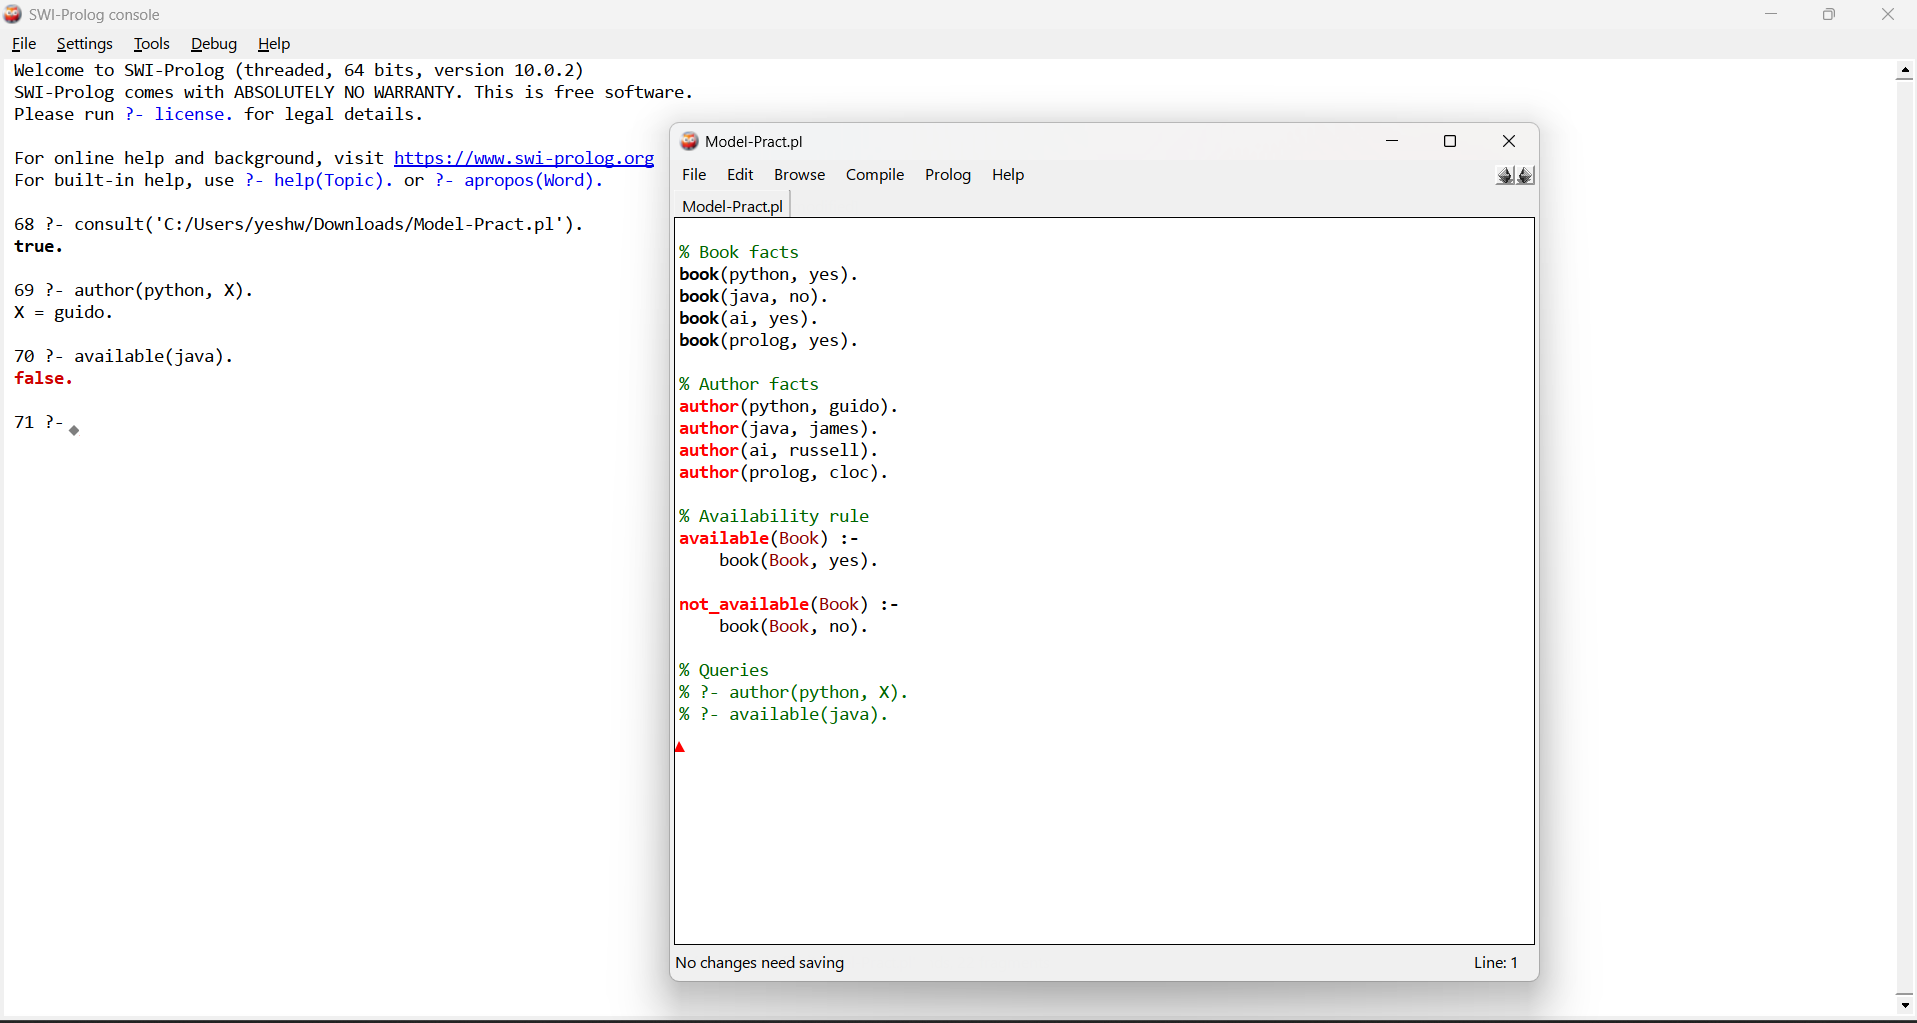 SWI-Prolog console
File Settings Tools Debug Help
Welcome to SWI-Prolog (threaded, 64 bits, version 10.0.2)
SWI-Prolog comes with ABSOLUTELY NO WARRANTY. This is free software.
Please run ?- license. for legal details.
For online help and background, visit https://www.swi-prolog.org
For built-in help, use ?- help(Topic). or ?- apropos(Word).
68 ?- consult('C:/Users/yeshw/Downloads/Model-Pract.pl').
true.
69 ?- author(python, X).
X = guido.
70 ?- available(java).
false.
71 ?-
Model-Pract.pl
File Edit Browse Compile Prolog Help
Model-Pract.pl
% Book facts
book(python, yes).
book(java, no).
book(ai, yes).
book(prolog, yes).
% Author facts
author(python, guido).
author(java, james).
author(ai, russell).
author(prolog, cloc).
% Availability rule
available(Book) :-
    book(Book, yes).
not_available(Book) :-
    book(Book, no).
% Queries
% ?- author(python, X).
% ?- available(java).
No changes need saving
Line: 1